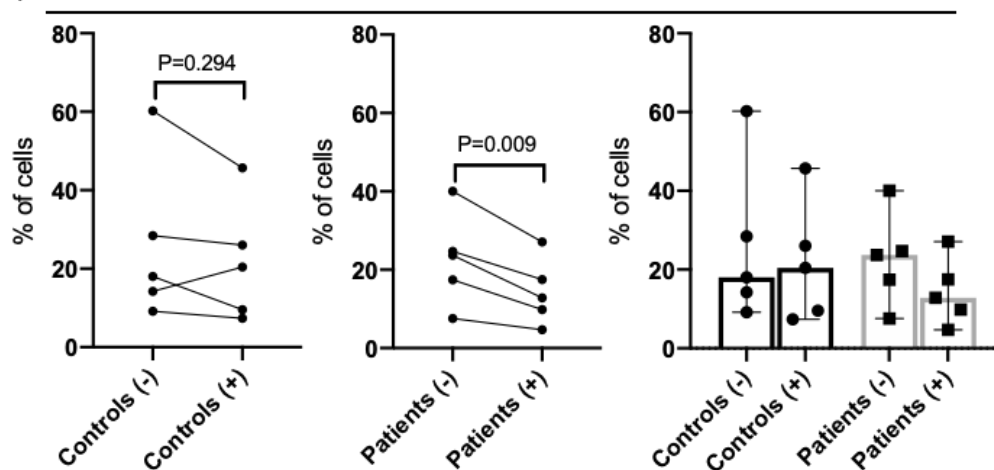 80
60
40
20
0
% of cells
P=0.294
Controls (-)
Controls (+)
80
60
40
20
0
% of cells
P=0.009
Patients (-)
Patients (+)
80
60
40
20
0
% of cells
Controls (-)
Controls (+)
Patients (-)
Patients (+)